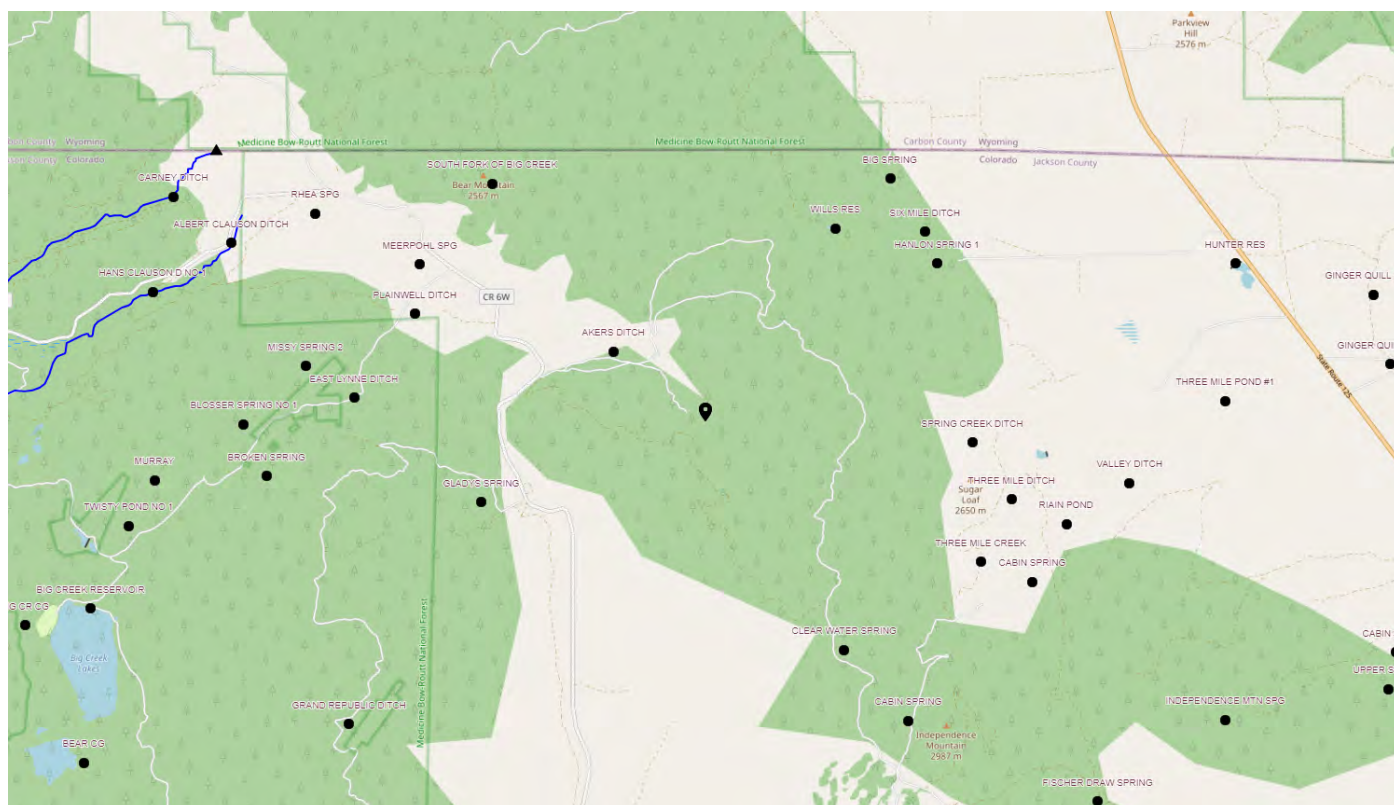 Parkview
Hill
2576 m
Wyoming
Colorado
Medicine Bow-Routt National Forest
Medicine Bow-Routt National Forest
Carbon County Wyoming
Colorado Jackson County
CARNEY DITCH
SOUTH FORK OF BIG CREEK
Bear Mountain
2567 m
BIG SPRING
RHEA SPG
ALBERT CLAUSON DITCH
WILLS RES
SIX MILE DITCH
MEERPOHL SPG
HANLON SPRING 1
HUNTER RES
HANS CLAUSON D NO 1
GINGER QUILL
PLAINWELL DITCH
CR 6W
AKERS DITCH
MISSY SPRING 2
GINGER QUI
EAST LYNNE DITCH
State Route 125
THREE MILE POND #1
BLOSSER SPRING NO 1
SPRING CREEK DITCH
MURRAY
BROKEN SPRING
VALLEY DITCH
GLADYS SPRING
THREE MILE DITCH
Sugar
Loaf
2650 m
TWISTY POND NO 1
RIAIN POND
THREE MILE CREEK
CABIN SPRING
BIG CREEK RESERVOIR
G CR CG
CLEAR WATER SPRING
CABIN
Big Creek
Lakes
UPPER S
Medicine Bow-Routt National Forest
GRAND REPUBLIC DITCH
CABIN SPRING
INDEPENDENCE MTN SPG
Independence
Mountain
2987 m
BEAR CG
FISCHER DRAW SPRING